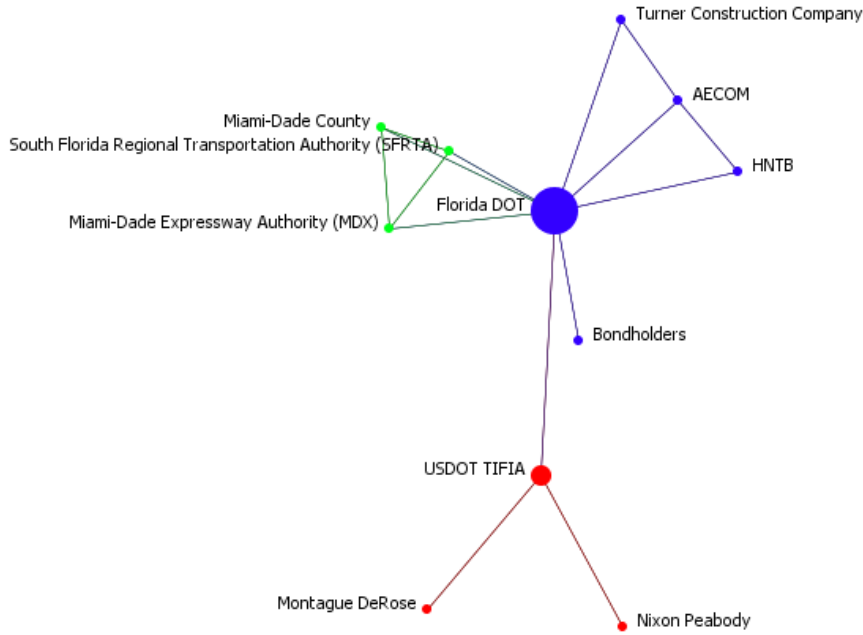 Turner Construction Company
AECOM
Miami-Dade County
South Florida Regional Transportation Authority (SFRTA)
HNTB
Florida DOT
Miami-Dade Expressway Authority (MDX)
Bondholders
USDOT TIFIA
Montague DeRose
Nixon Peabody